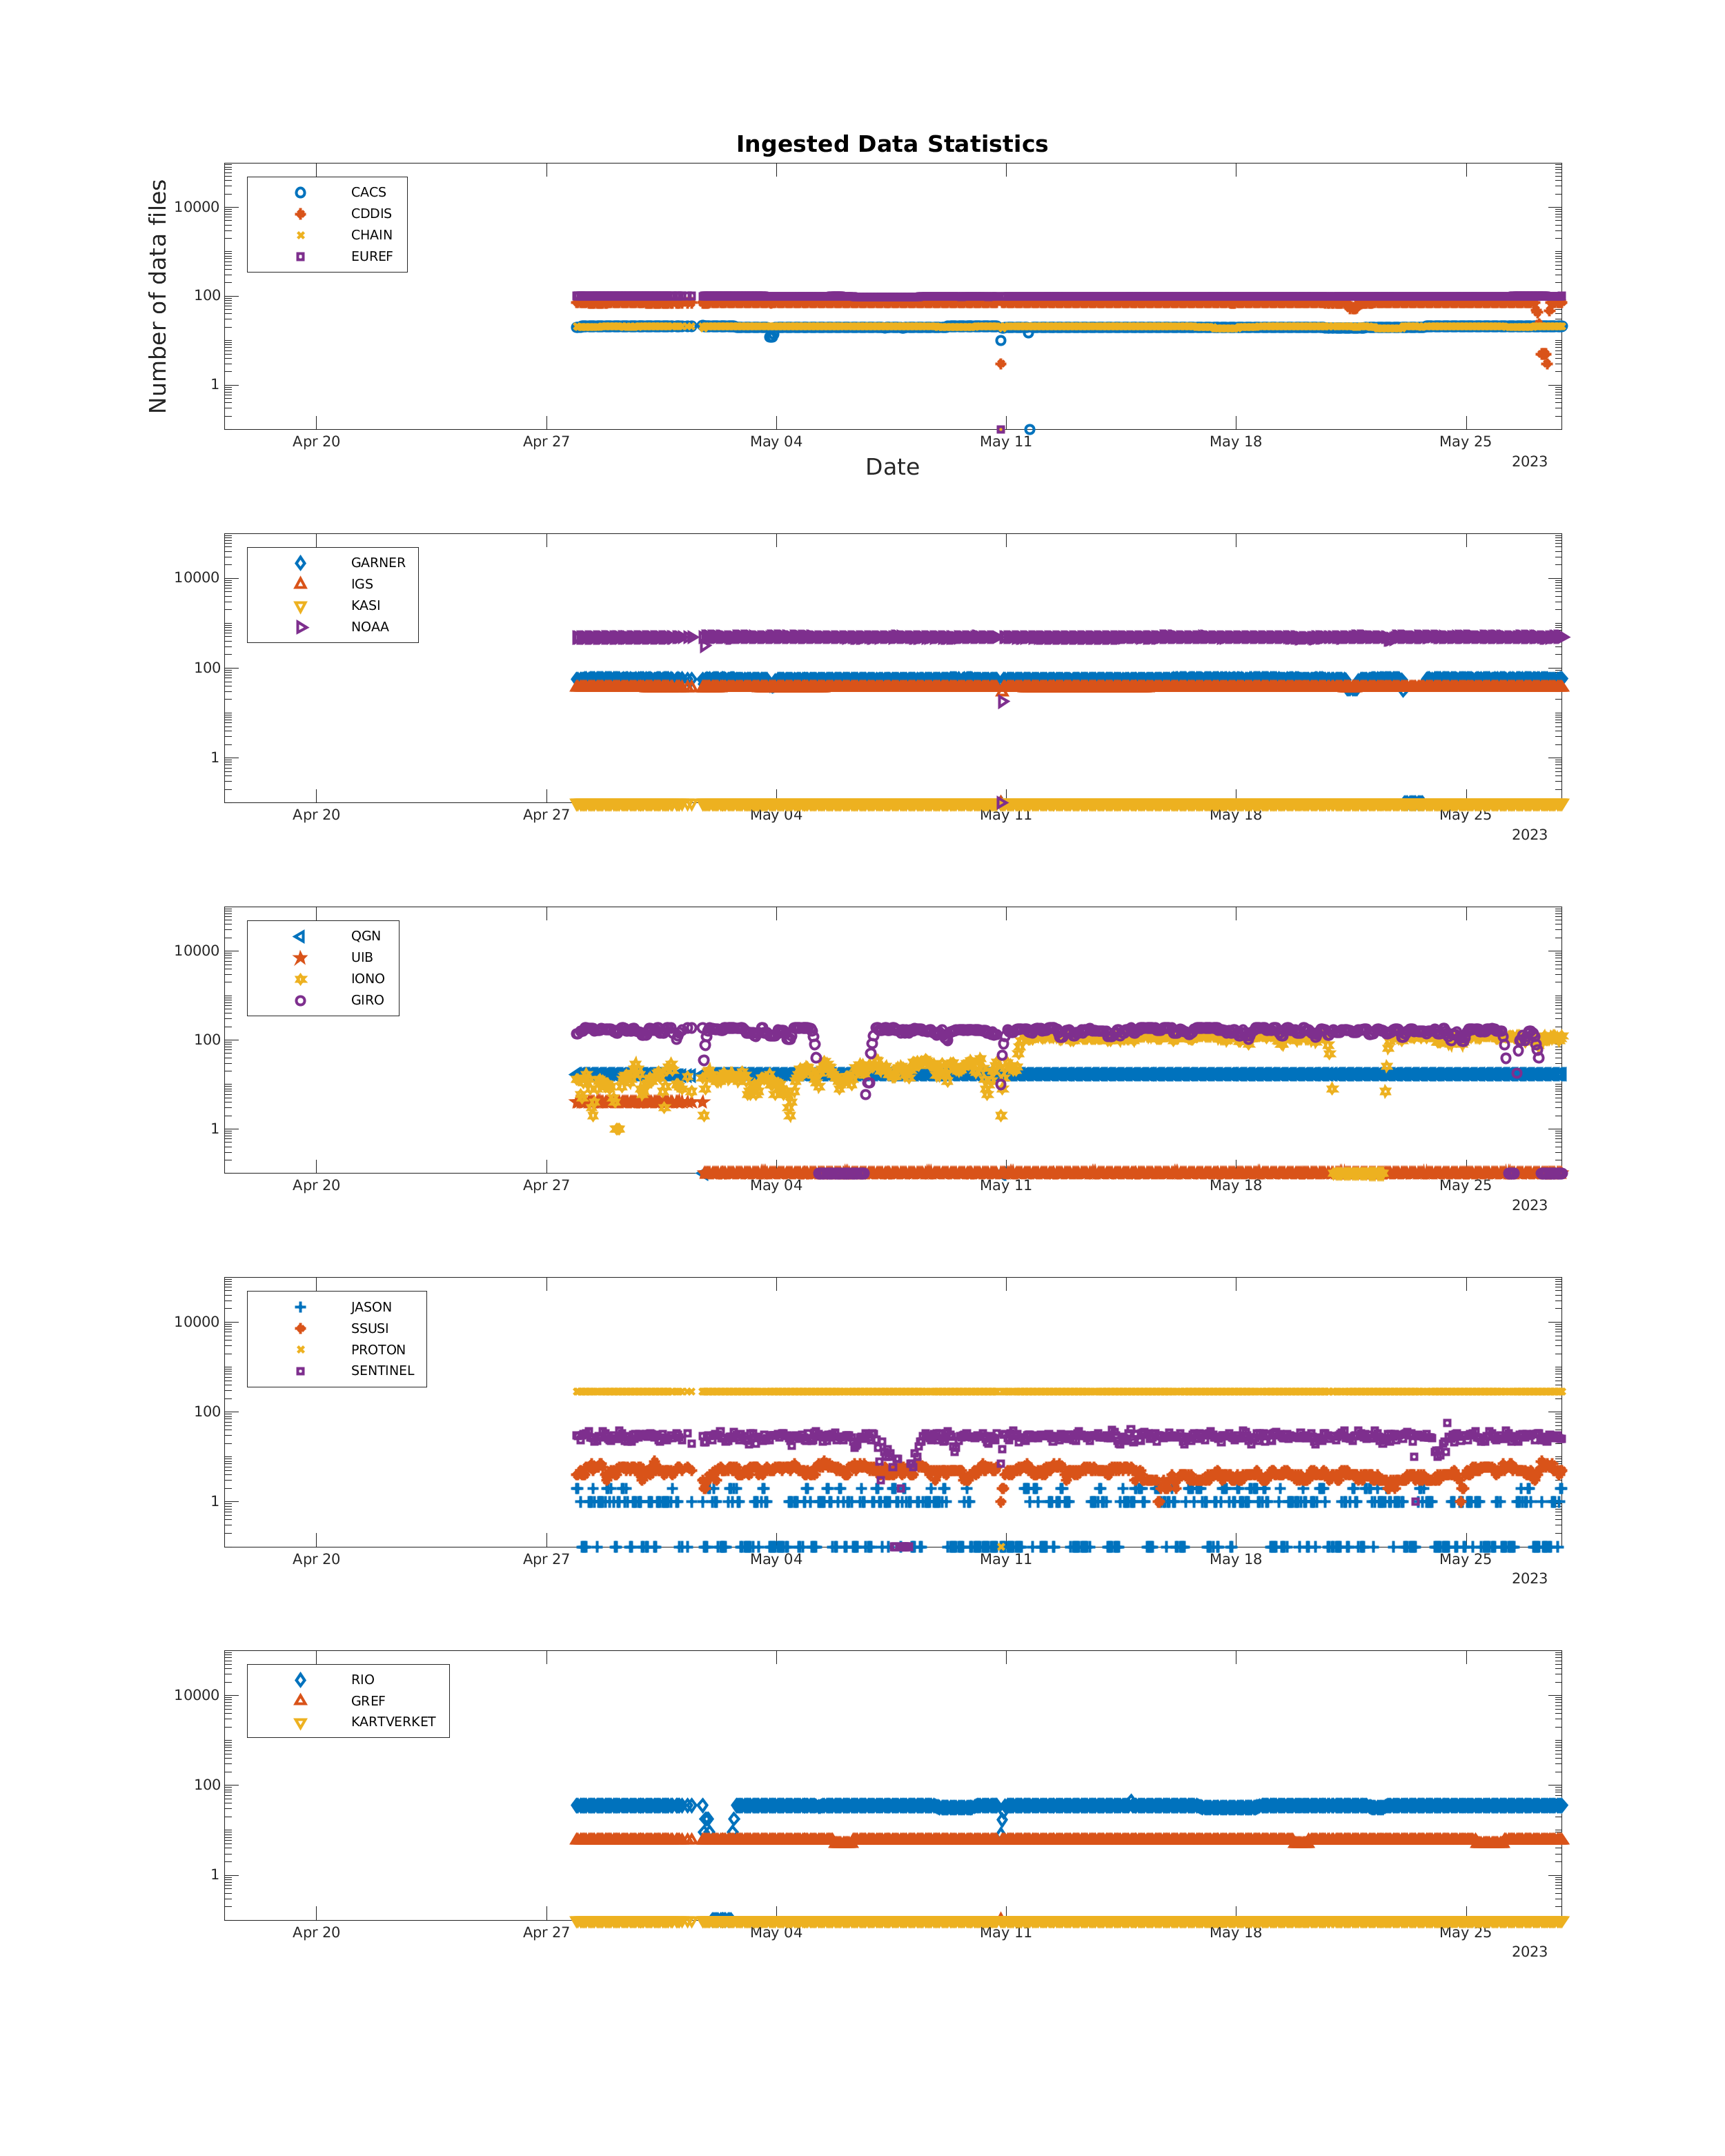 Ingested Data Statistics
Number of data files
CACS
CDDIS
CHAIN
EUREF
10000
100
1
Apr 20 Apr 27 May 04 May 11 May 18 May 25
2023
Date
GARNER
IGS
KASI
NOAA
10000
100
1
Apr 20 Apr 27 May 04 May 11 May 18 May 25
2023
QGN
UIB
IONO
GIRO
10000
100
1
Apr 20 Apr 27 May 04 May 11 May 18 May 25
2023
JASON
SSUSI
PROTON
SENTINEL
10000
100
1
Apr 20 Apr 27 May 04 May 11 May 18 May 25
2023
RIO
GREF
KARTVERKET
10000
100
1
Apr 20 Apr 27 May 04 May 11 May 18 May 25
2023